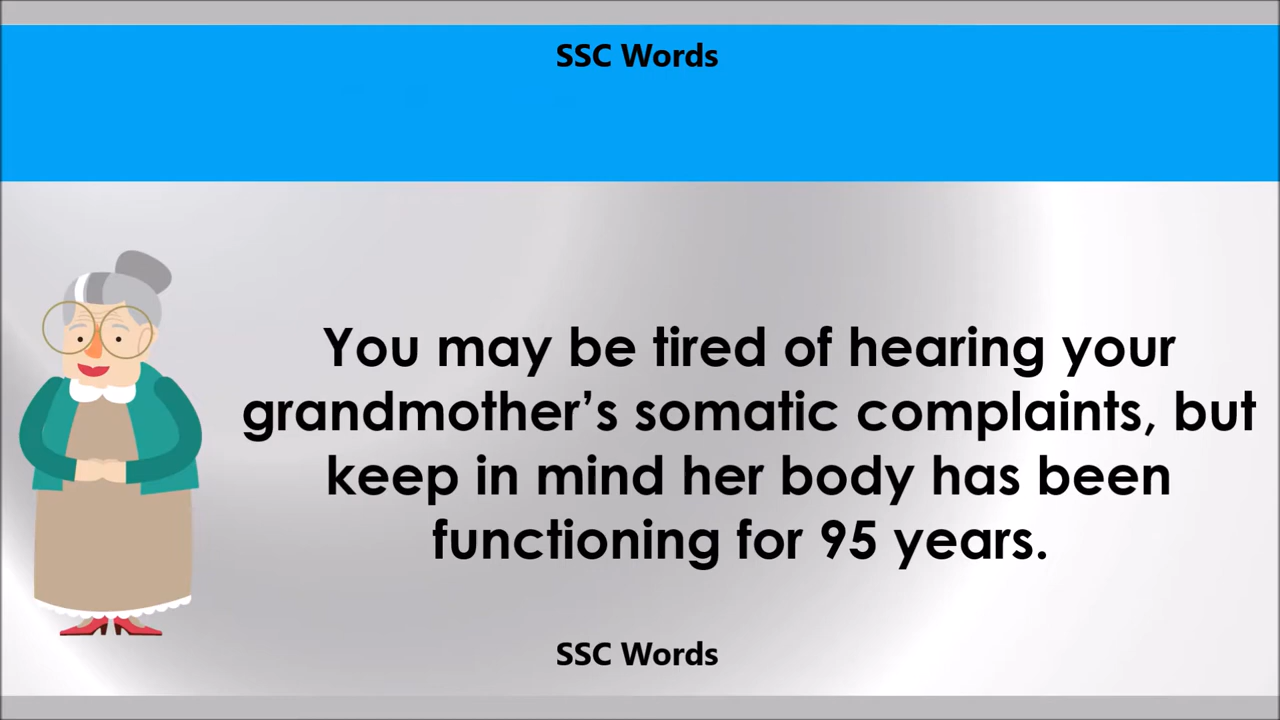 SSC Words
You may be tired of hearing your
grandmother’s somatic complaints, but
keep in mind her body has been
functioning for 95 years.
SSC Words